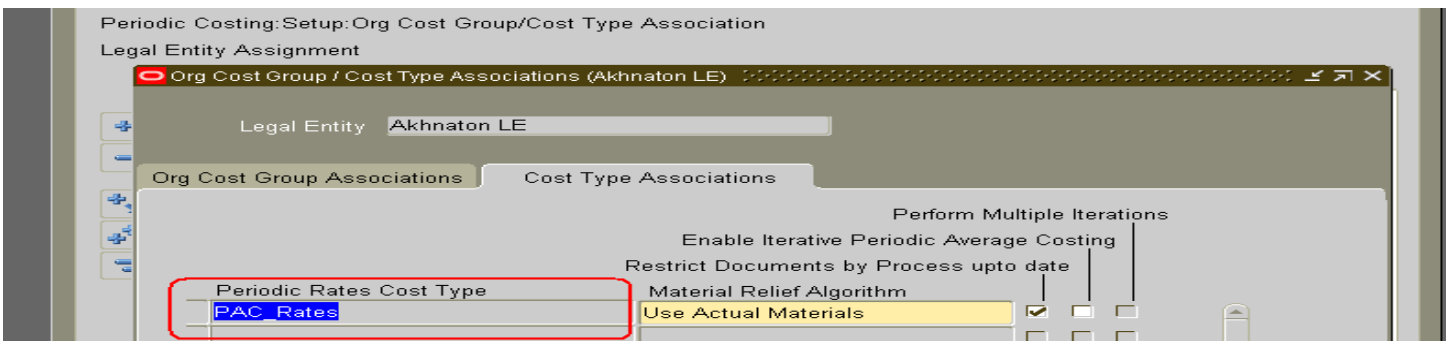 Periodic Costing:Setup:Org Cost Group/Cost Type Association
Legal Entity Assignment
Org Cost Group / Cost Type Associations (Akhnaton LE)
Legal Entity Akhnaton LE
Org Cost Group Associations Cost Type Associations
Perform Multiple Iterations
Enable Iterative Periodic Average Costing
Restrict Documents by Process upto date
Periodic Rates Cost Type Material Relief Algorithm
PAC_Rates Use Actual Materials